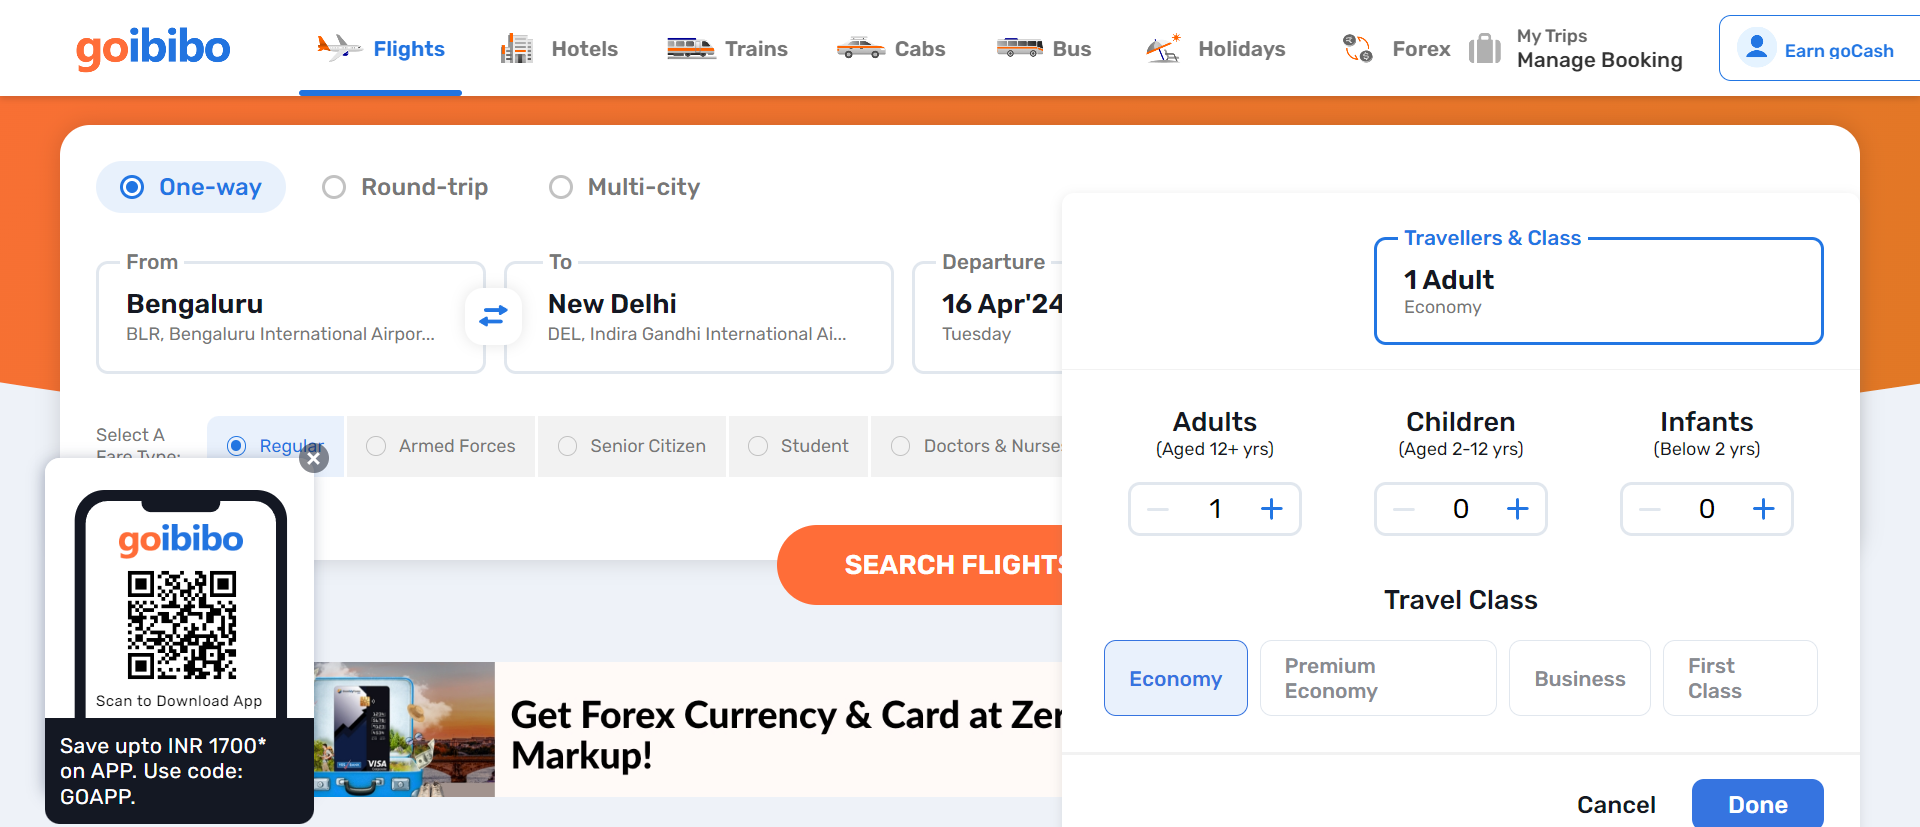 goibibo
Flights
Hotels
Trains
Cabs
Bus
Holidays
Forex
My Trips
Manage Booking
Earn goCash
One-way
Round-trip
Multi-city
From
Bengaluru
BLR, Bengaluru International Airpor...
To
New Delhi
DEL, Indira Gandhi International Ai...
Departure
16 Apr'24
Tuesday
Travellers & Class
1 Adult
Economy
Select A
Fare Type:
Regular
Armed Forces
Senior Citizen
Student
Doctors & Nurse
Adults
(Aged 12+ yrs)
1
Children
(Aged 2-12 yrs)
0
Infants
(Below 2 yrs)
0
SEARCH FLIGHTS
Travel Class
Economy
Premium
Economy
Business
First
Class
Cancel
Done
goibibo
Scan to Download App
Save upto INR 1700*
on APP. Use code:
GOAPP.
VISA
Get Forex Currency & Card at Zer
Markup!